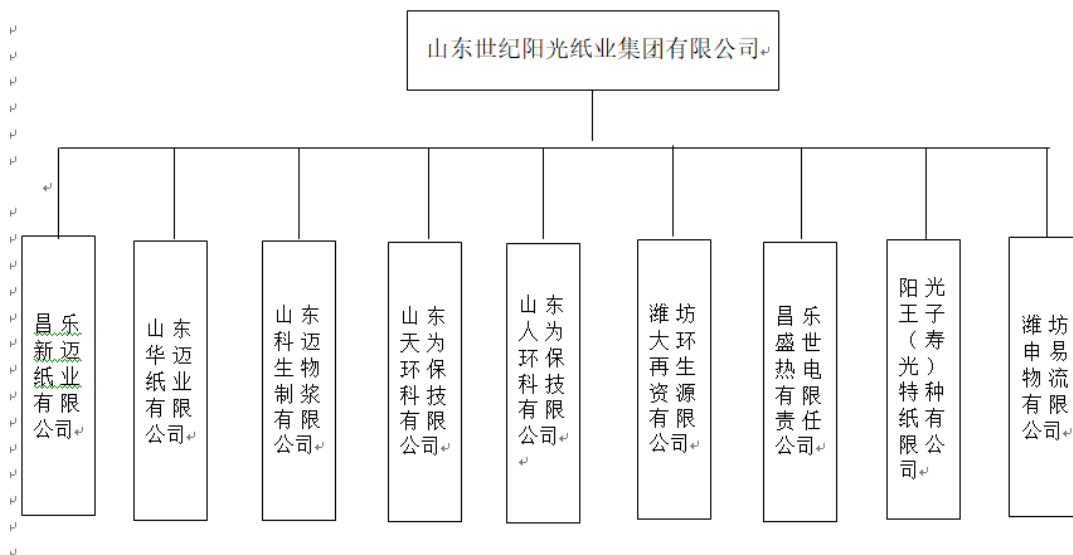 山东世纪阳光纸业集团有限公司
昌乐
新迈
纸业
有限
公司
山东
华迈
纸业
有限
公司
山东
科迈
生物
制浆
有限
公司
山东
天为
环保
科技
有限
公司
山东
人为
环保
科技
有限
公司
潍坊
大环
再生
资源
有限
公司
昌乐
盛世
热电
有限
责任
公司
阳光
王子
（寿
光）
特种
纸有
限公
司
潍坊
申易
物流
有限
公司